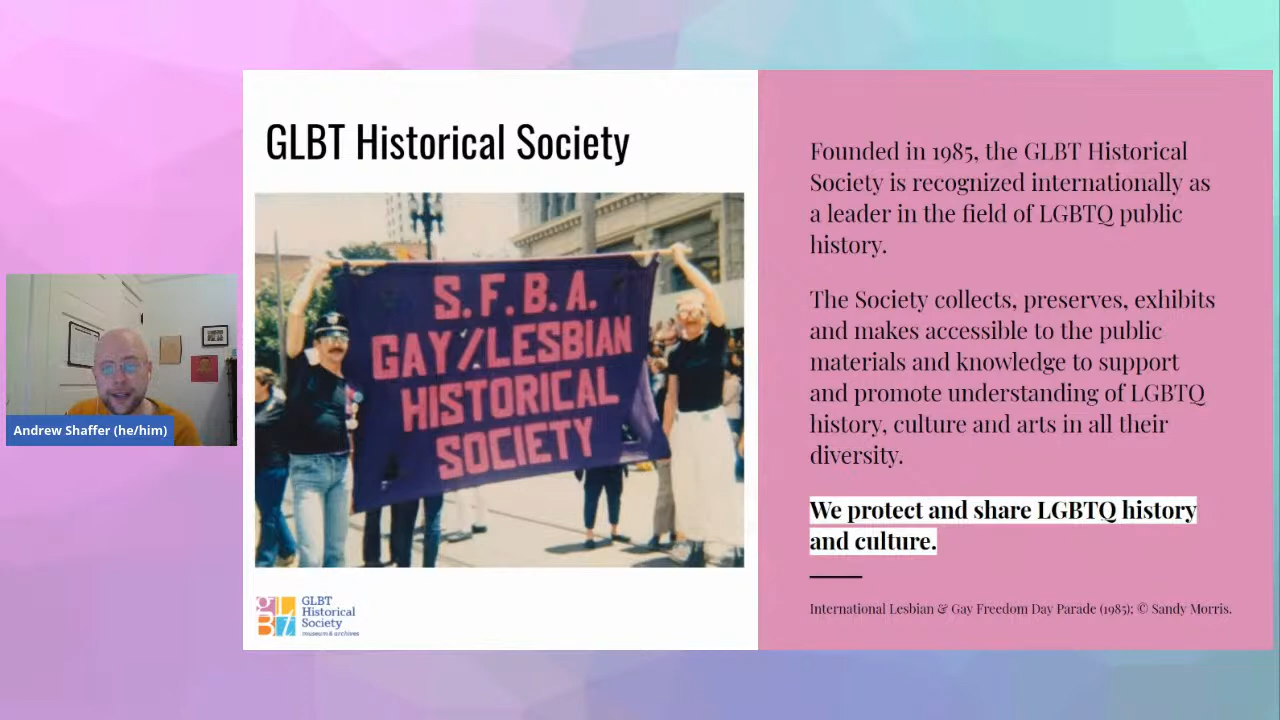 GLBT Historical Society
S.F.B.A.
GAY/LESBIAN
HISTORICAL
SOCIETY
GLBT
Historical
Society
museum & archives
Founded in 1985, the GLBT Historical
Society is recognized internationally as
a leader in the field of LGBTQ public
history.
The Society collects, preserves, exhibits
and makes accessible to the public
materials and knowledge to support
and promote understanding of LGBTQ
history, culture and arts in all their
diversity.
We protect and share LGBTQ history
and culture.
International Lesbian & Gay Freedom Day Parade (1985); © Sandy Morris.
Andrew Shaffer (he/him)